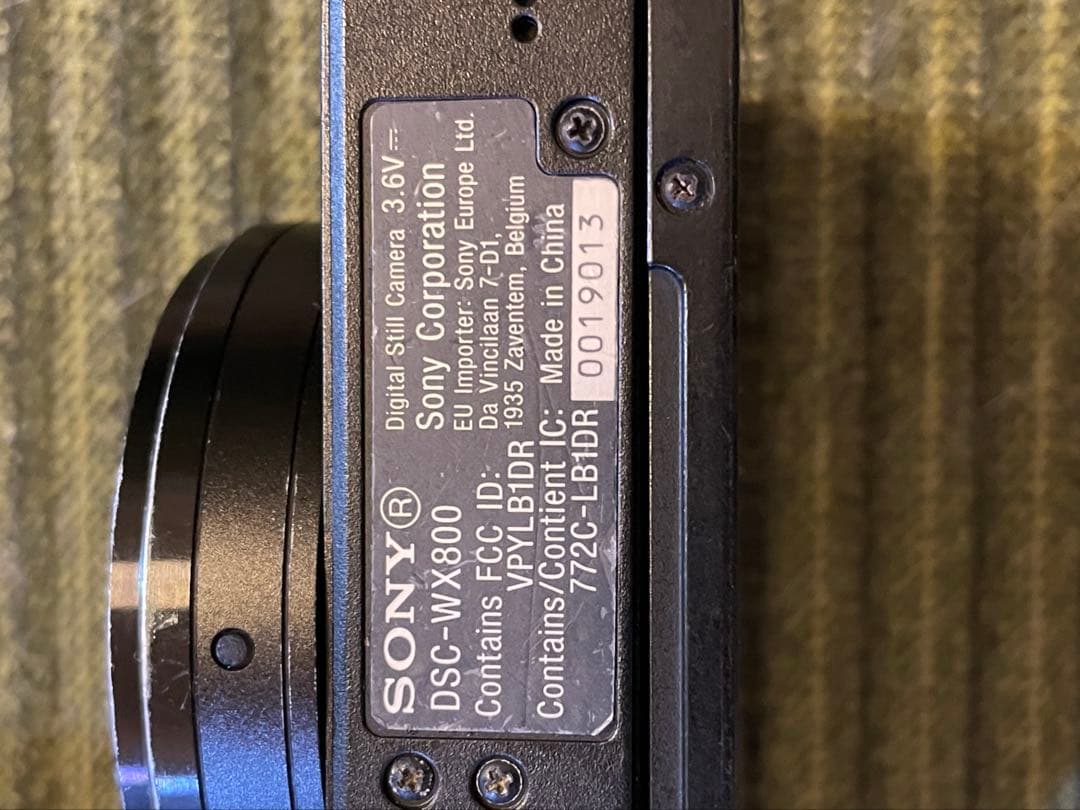 SONY®
DSC-WX800
Contains FCC ID:
VPYLB1DR
Contains/Contient IC:
772C-LB1DR
Digital Still Camera 3.6V⎓
Sony Corporation
EU Importer: Sony Europe Ltd.
Da Vincilaan 7-D1,
1935 Zaventem, Belgium
Made in China
0019013